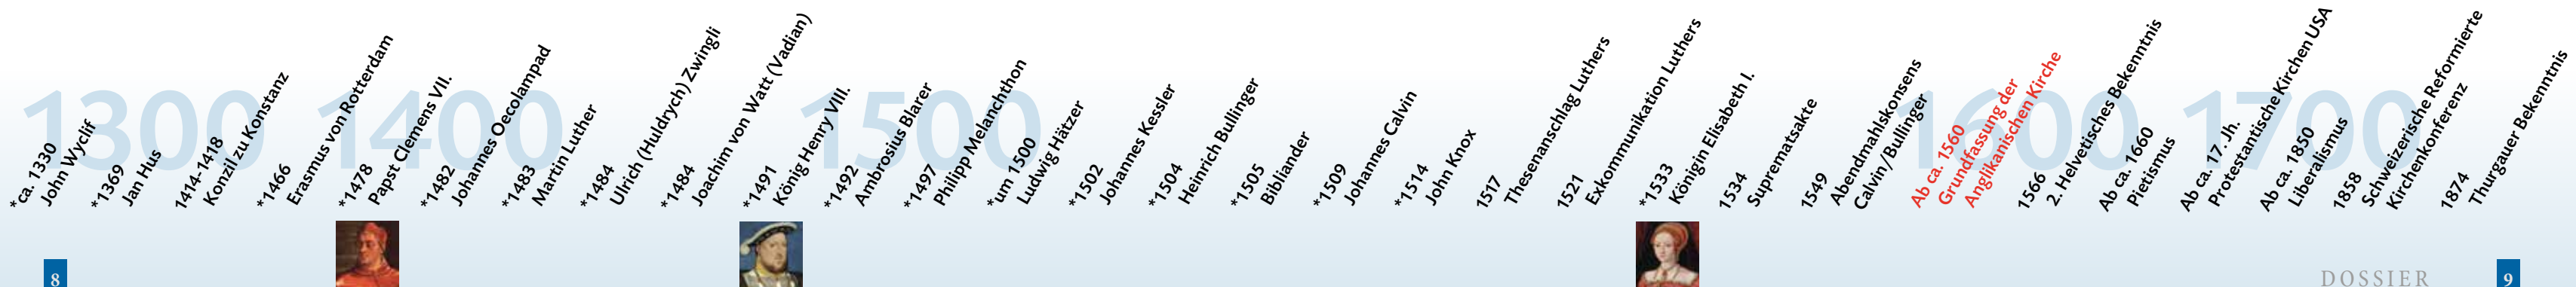 1300
1400
1500
1600
1700
*ca. 1330
John Wyclif
*1369
Jan Hus
1414-1418
Konzil zu Konstanz
*1466
Erasmus von Rotterdam
*1478
Papst Clemens VII.
*1482
Johannes Oecolampad
*1483
Martin Luther
*1484
Ulrich (Huldrych) Zwingli
*1484
Joachim von Watt (Vadian)
*1491
König Henry VIII.
*1492
Ambrosius Blarer
*1497
Philipp Melanchthon
*um 1500
Ludwig Hätzer
*1502
Johannes Kessler
*1504
Heinrich Bullinger
*1505
Bibliander
*1509
Johannes Calvin
*1514
John Knox
1517
Thesenanschlag Luthers
1521
Exkommunikation Luthers
*1533
Königin Elisabeth I.
1534
Suprematsakte
1549
Abendmahlskonsens
Calvin/Bullinger
Ab ca. 1560
Grundfassung der
Anglikanischen Kirche
1566
2. Helvetisches Bekenntnis
Ab ca. 1660
Pietismus
Ab ca. 17. Jh.
Protestantische Kirchen USA
Ab ca. 1850
Liberalismus
1858
Schweizerische Reformierte
Kirchenkonferenz
1874
Thurgauer Bekenntnis
8
DOSSIER
9